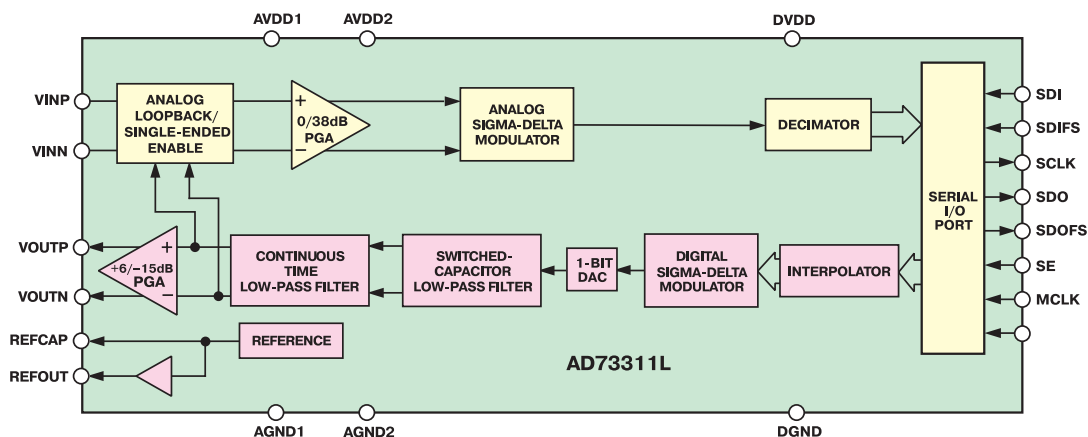 AVDD1
AVDD2
DVDD
VINP
VINN
ANALOG
LOOPBACK/
SINGLE-ENDED
ENABLE
+
0/38dB
PGA
−
ANALOG
SIGMA-DELTA
MODULATOR
DECIMATOR
SERIAL
I/O
PORT
SDI
SDIFS
SCLK
SDO
SDOFS
SE
MCLK
VOUTP
VOUTN
+
+6/−15dB
PGA
−
CONTINUOUS
TIME
LOW-PASS FILTER
SWITCHED-
CAPACITOR
LOW-PASS FILTER
1-BIT
DAC
DIGITAL
SIGMA-DELTA
MODULATOR
INTERPOLATOR
REFCAP
REFOUT
REFERENCE
AD73311L
AGND1
AGND2
DGND